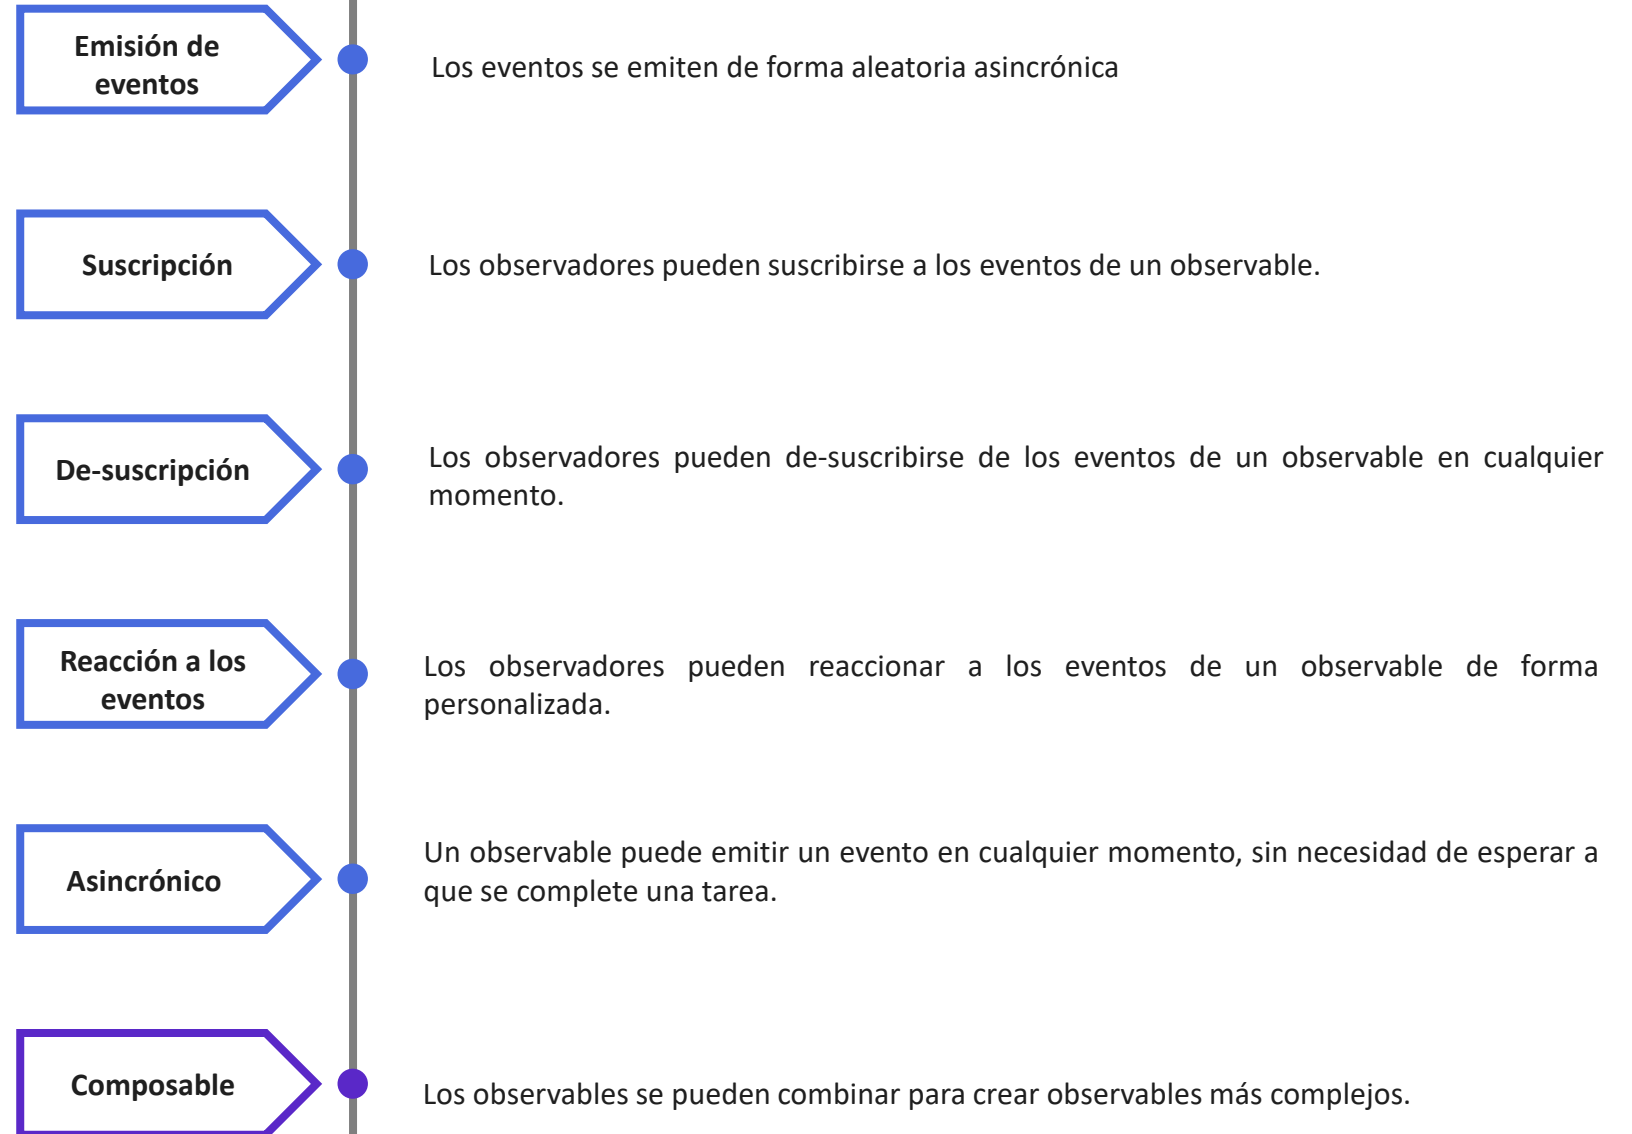 Emisión de
eventos
Los eventos se emiten de forma aleatoria asincrónica
Suscripción
Los observadores pueden suscribirse a los eventos de un observable.
De-suscripción
Los observadores pueden de-suscribirse de los eventos de un observable en cualquier
momento.
Reacción a los
eventos
Los observadores pueden reaccionar a los eventos de un observable de forma
personalizada.
Asincrónico
Un observable puede emitir un evento en cualquier momento, sin necesidad de esperar a
que se complete una tarea.
Composable
Los observables se pueden combinar para crear observables más complejos.